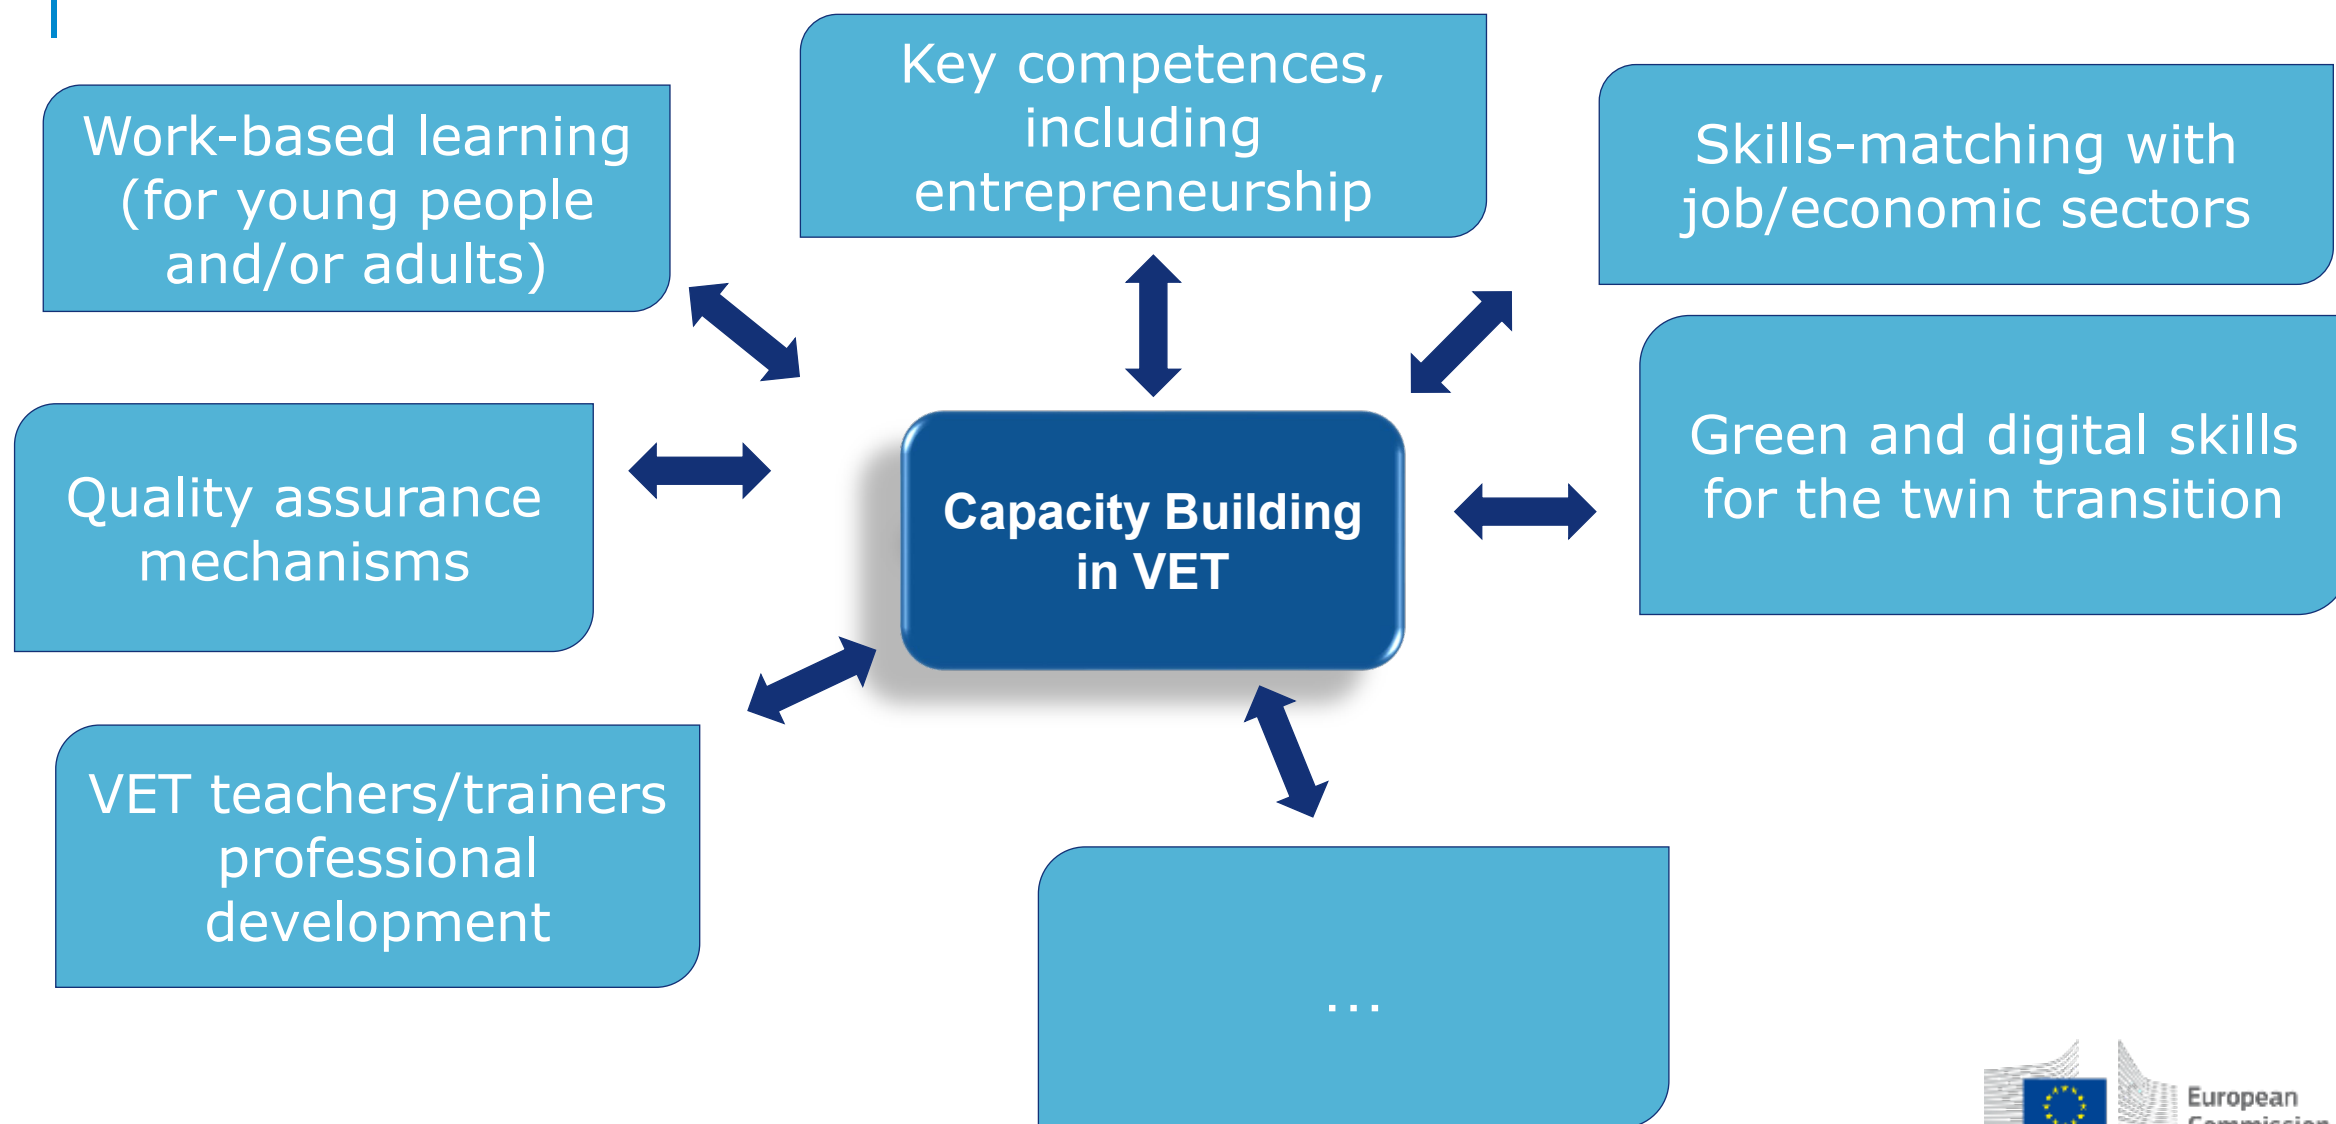 Key competences,
including
entrepreneurship
Work-based learning
(for young people
and/or adults)
Skills-matching with
job/economic sectors
Quality assurance
mechanisms
Capacity Building
in VET
Green and digital skills
for the twin transition
VET teachers/trainers
professional
development
...
European
Commission